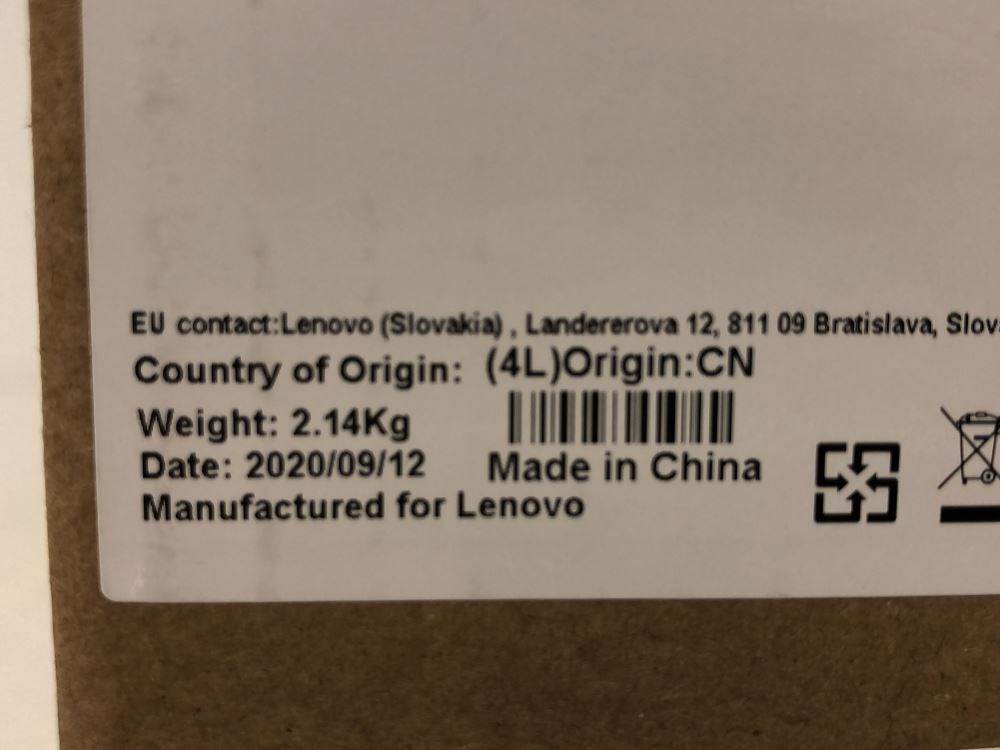 EU contact:Lenovo (Slovakia) , Landererova 12, 811 09 Bratislava,
Country of Origin: (4L)Origin:CN
Weight: 2.14Kg
Date: 2020/09/12 Made in China
Manufactured for Lenovo